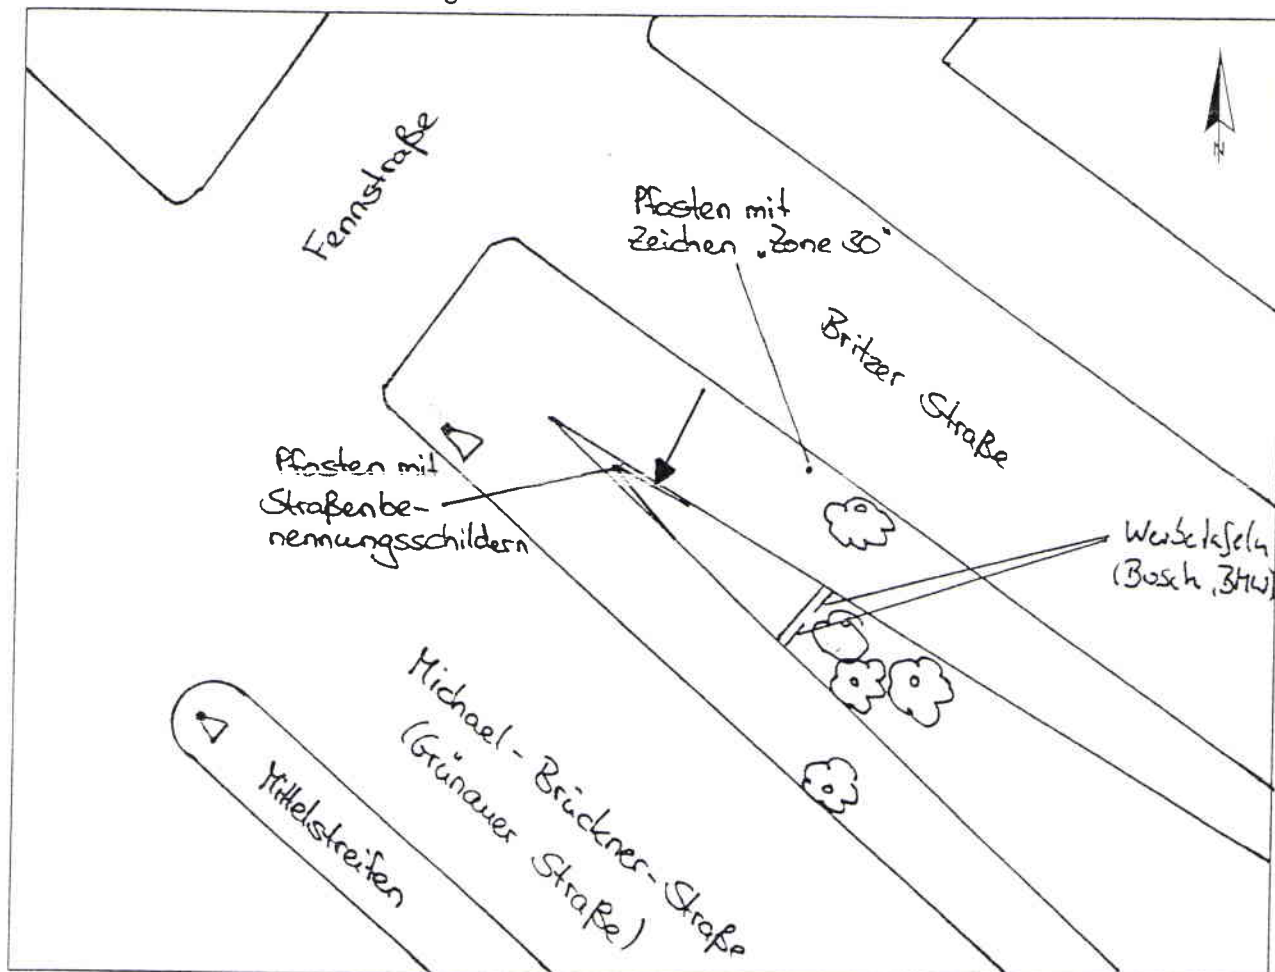 Fennstraße
N
Pfosten mit
Zeichen „Zone 30“
Britzer Straße
Pfosten mit
Straßenbe-
nennungsschildern
Werbetafeln
(Bosch, BMW)
Michael-Brückner-Straße
(Grünauer Straße)
Mittelstreifen